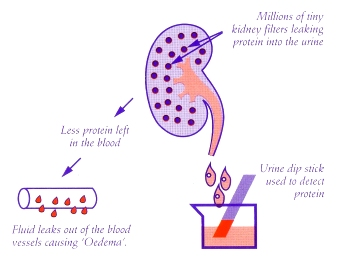 Millions of tiny
kidney filters leaking
protein into the urine
Less protein left
in the blood
Urine dip stick
used to detect
protein
Fluid leaks out of the blood
vessels causing 'Oedema'.